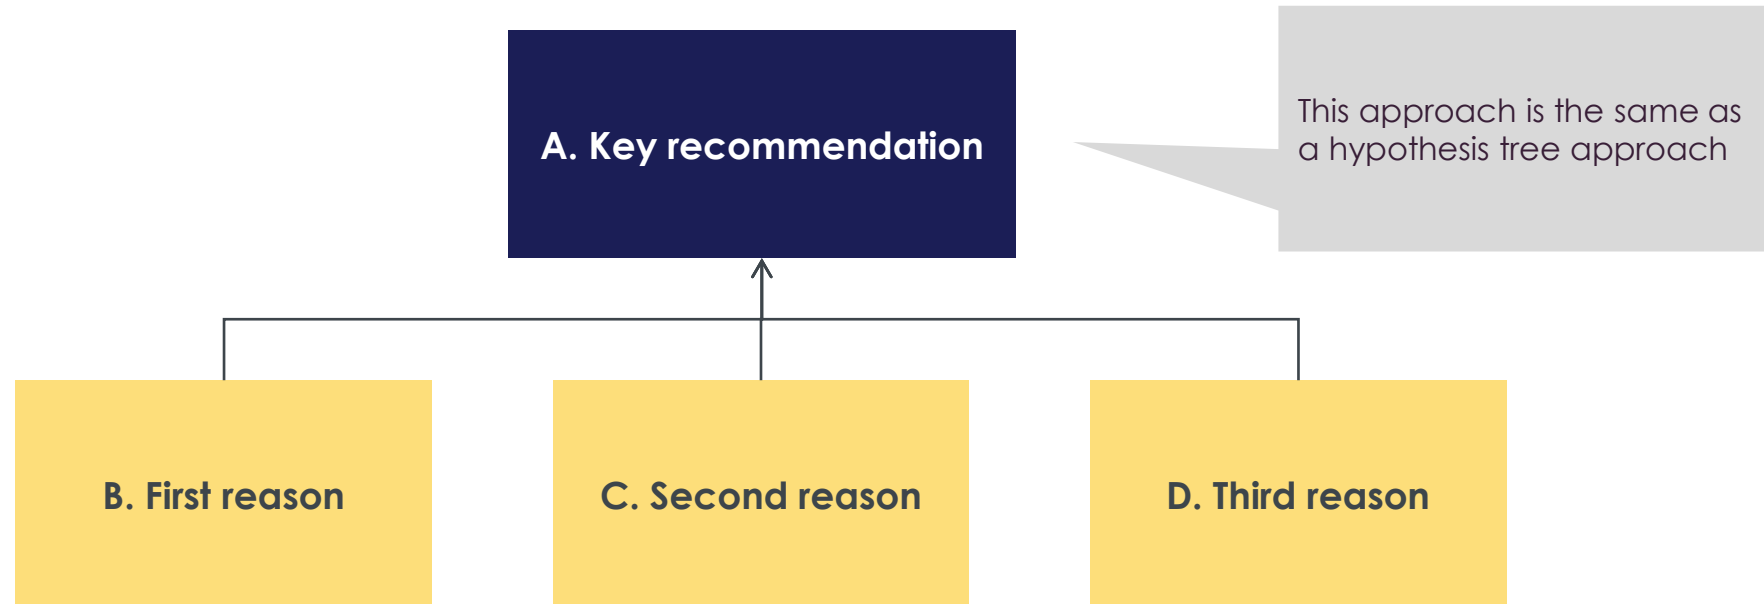 A. Key recommendation
This approach is the same as
a hypothesis tree approach
B. First reason
C. Second reason
D. Third reason